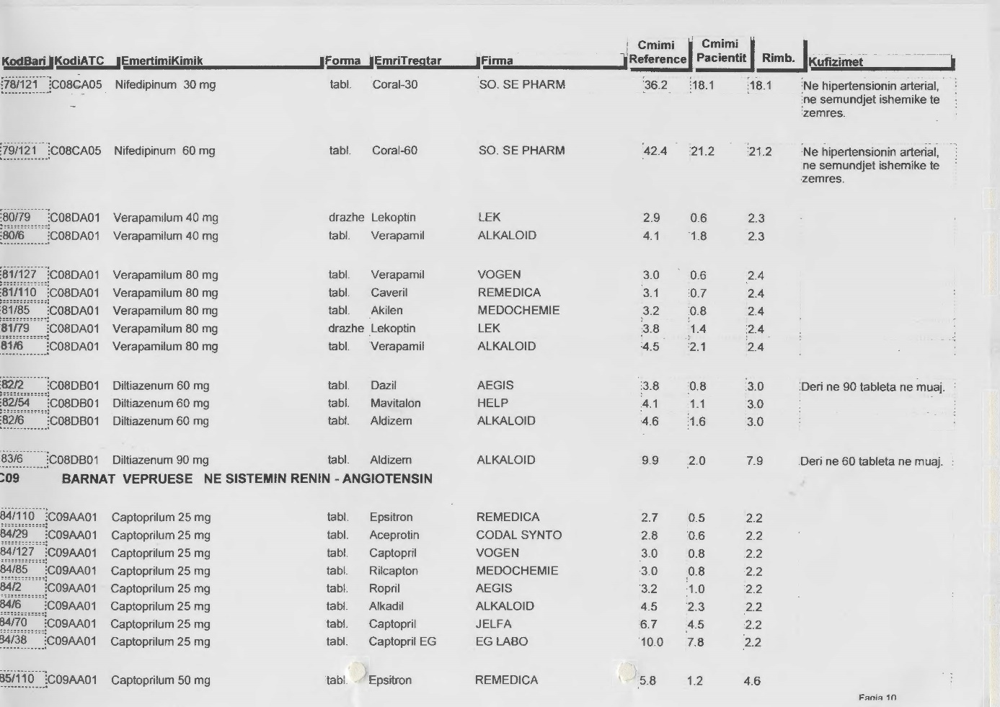 KodBari KodiATC EmertimiKimik Forma EmriTregtar Firma Cmimi Reference Cmimi Pacientit Rimb. Kufizimet
78/121 C08CA05 Nifedipinum 30 mg tabl. Coral-30 SO. SE PHARM 36.2 18.1 18.1 Ne hipertensionin arterial,
ne semundjet ishemike te
zemres.
79/121 C08CA05 Nifedipinum 60 mg tabl. Coral-60 SO. SE PHARM 42.4 21.2 21.2 Ne hipertensionin arterial,
ne semundjet ishemike te
zemres.
80/79 C08DA01 Verapamilum 40 mg drazhe Lekoptin LEK 2.9 0.6 2.3
80/6 C08DA01 Verapamilum 40 mg tabl. Verapamil ALKALOID 4.1 1.8 2.3
81/127 C08DA01 Verapamilum 80 mg tabl. Verapamil VOGEN 3.0 0.6 2.4
81/110 C08DA01 Verapamilum 80 mg tabl. Caveril REMEDICA 3.1 0.7 2.4
81/85 C08DA01 Verapamilum 80 mg tabl. Akilen MEDOCHEMIE 3.2 0.8 2.4
81/79 C08DA01 Verapamilum 80 mg drazhe Lekoptin LEK 3.8 1.4 2.4
81/6 C08DA01 Verapamilum 80 mg tabl. Verapamil ALKALOID 4.5 2.1 2.4
82/2 C08DB01 Diltiazenum 60 mg tabl. Dazil AEGIS 3.8 0.8 3.0 Deri ne 90 tableta ne muaj.
82/54 C08DB01 Diltiazenum 60 mg tabl. Mavitalon HELP 4.1 1.1 3.0
82/6 C08DB01 Diltiazenum 60 mg tabl. Aldizem ALKALOID 4.6 1.6 3.0
83/6 C08DB01 Diltiazenum 90 mg tabl. Aldizem ALKALOID 9.9 2.0 7.9 Deri ne 60 tableta ne muaj.
C09 BARNAT VEPRUESE NE SISTEMIN RENIN - ANGIOTENSIN
84/110 C09AA01 Captoprilum 25 mg tabl. Epsitron REMEDICA 2.7 0.5 2.2
84/29 C09AA01 Captoprilum 25 mg tabl. Aceprotin CODAL SYNTO 2.8 0.6 2.2
84/127 C09AA01 Captoprilum 25 mg tabl. Captopril VOGEN 3.0 0.8 2.2
84/85 C09AA01 Captoprilum 25 mg tabl. Rilcapton MEDOCHEMIE 3.0 0.8 2.2
84/2 C09AA01 Captoprilum 25 mg tabl. Ropril AEGIS 3.2 1.0 2.2
84/6 C09AA01 Captoprilum 25 mg tabl. Alkadil ALKALOID 4.5 2.3 2.2
84/70 C09AA01 Captoprilum 25 mg tabl. Captopril JELFA 6.7 4.5 2.2
84/38 C09AA01 Captoprilum 25 mg tabl. Captopril EG EG LABO 10.0 7.8 2.2
85/110 C09AA01 Captoprilum 50 mg tabl. Epsitron REMEDICA 5.8 1.2 4.6
Faqja 10